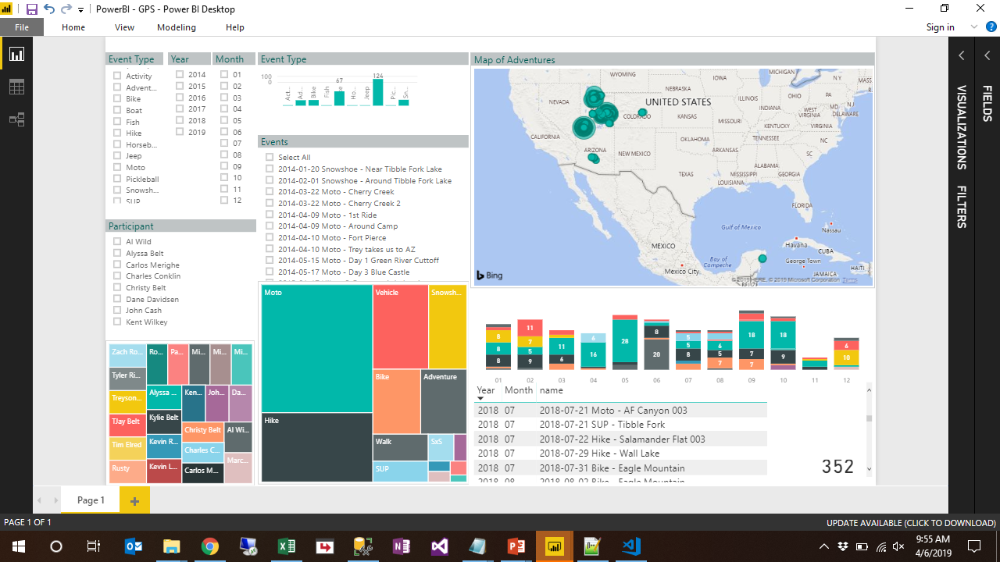 PowerBI - GPS - Power BI Desktop
File Home View Modeling Help Sign in
Event Type Year Month Event Type Map of Adventures
Activity
Advent...
Bike
Boat
Fish
Hike
Horseb...
Jeep
Moto
Pickleball
Snowsh...
SUP
2014
2015
2016
2017
2018
2019
01
02
03
04
05
06
07
08
09
10
11
12
100
0
67
124
Act...
Ad...
Bike
Fish
Ho...
Jeep
Pic...
Sn...
Events
Select All
2014-01-20 Snowshoe - Near Tibble Fork Lake
2014-02-01 Snowshoe - Around Tibble Fork Lake
2014-03-22 Moto - Cherry Creek
2014-03-22 Moto - Cherry Creek 2
2014-04-09 Moto - 1st Ride
2014-04-09 Moto - Around Camp
2014-04-10 Moto - Fort Pierce
2014-04-10 Moto - Trey takes us to AZ
2014-05-15 Moto - Day 1 Green River Cuttoff
2014-05-17 Moto - Day 3 Blue Castle
Participant
Al Wild
Alyssa Belt
Carlos Merighe
Charles Conklin
Christy Belt
Dane Davidsen
John Cash
Kent Wilkey
WYOMING
IOWA
MICHIGAN
N.Y.
MASS.
NEBRASKA
NEVADA
UNITED STATES
ILLINOIS
OHIO
PA
INDIANA
MD
N.J.
DELAWARE
COLORADO
KANSAS
WEST VIRGINIA
MISSOURI
KENTUCKY
VIRGINIA
CALIFORNIA
OKLAHOMA
TENNESSEE
NC
ARIZONA
NEW MEXICO
ARKANSAS
SC
ALABAMA
TEXAS
MISSISSIPPI
GEORGIA
LOUISIANA
FLORIDA
Gulf of Mexico
Nassau
MEXICO
Havana
CUBA
Bay of Campeche
George Town
HAITI
Mexico City
JAMAICA
BELIZE
Bing
© 2019 HERE, © 2019 Microsoft Corporation Terms
Zach Ro...
Ro...
Pa...
Mi...
Mi...
Mi...
Tyler Ri...
Treyson...
Alyssa ...
Ken...
Joh...
Da...
TJay Belt
Kylie Belt
Christy Belt
Al Wi...
Tim Elred
Kevin R...
Charles C...
Rusty
Kevin L...
Carlos M...
Marc...
Moto
Vehicle
Snowsh...
Bike
Adventure
Hike
Walk
SxS
SUP
8
8
8
11
7
5
9
11
6
6
16
28
8
20
5
5
8
6
5
7
18
7
7
18
9
6
10
01 02 03 04 05 06 07 08 09 10 11 12
Year Month name
2018 07 2018-07-21 Moto - AF Canyon 003
2018 07 2018-07-21 SUP - Tibble Fork
2018 07 2018-07-22 Hike - Salamander Flat 003
2018 07 2018-07-29 Hike - Wall Lake
2018 07 2018-07-31 Bike - Eagle Mountain
2018 08 2018-08-02 Bike - Eagle Mountain
352
VISUALIZATIONS
FILTERS
FIELDS
Page 1
PAGE 1 OF 1 UPDATE AVAILABLE (CLICK TO DOWNLOAD)
9:55 AM
4/6/2019